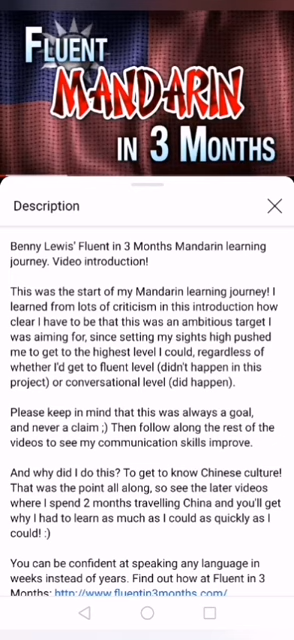 FLUENT
MANDARIN
IN 3 MONTHS
Description
Benny Lewis' Fluent in 3 Months Mandarin learning
journey. Video introduction!
This was the start of my Mandarin learning journey! I
learned from lots of criticism in this introduction how
clear I have to be that this was an ambitious target I
was aiming for, since setting my sights high pushed
me to get to the highest level I could, regardless of
whether I'd get to fluent level (didn't happen in this
project) or conversational level (did happen).
Please keep in mind that this was always a goal,
and never a claim ;) Then follow along the rest of the
videos to see my communication skills improve.
And why did I do this? To get to know Chinese culture!
That was the point all along, so see the later videos
where I spend 2 months travelling China and you'll get
why I had to learn as much as I could as quickly as I
could! :)
You can be confident at speaking any language in
weeks instead of years. Find out how at Fluent in 3
Months: http://www.fluentin3months.com/